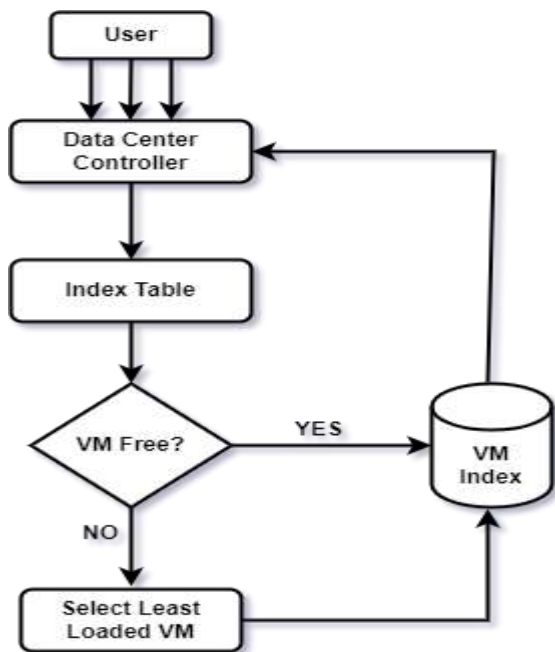 User
Data Center
Controller
Index Table
VM Free?
YES
VM
Index
NO
Select Least
Loaded VM